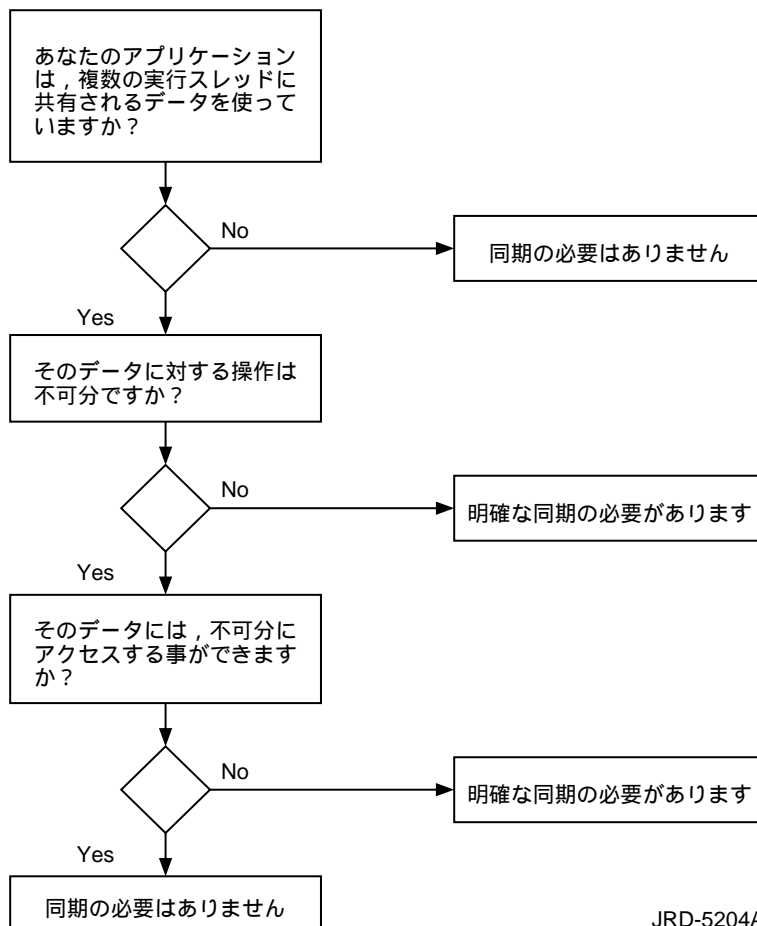 あなたのアプリケーション
は，複数の実行スレッドに
共有されるデータを使って
いますか？
No
同期の必要はありません
Yes
そのデータに対する操作は
不可分ですか？
No
明確な同期の必要があります
Yes
そのデータには，不可分に
アクセスする事ができます
か？
No
明確な同期の必要があります
Yes
同期の必要はありません
JRD-5204A